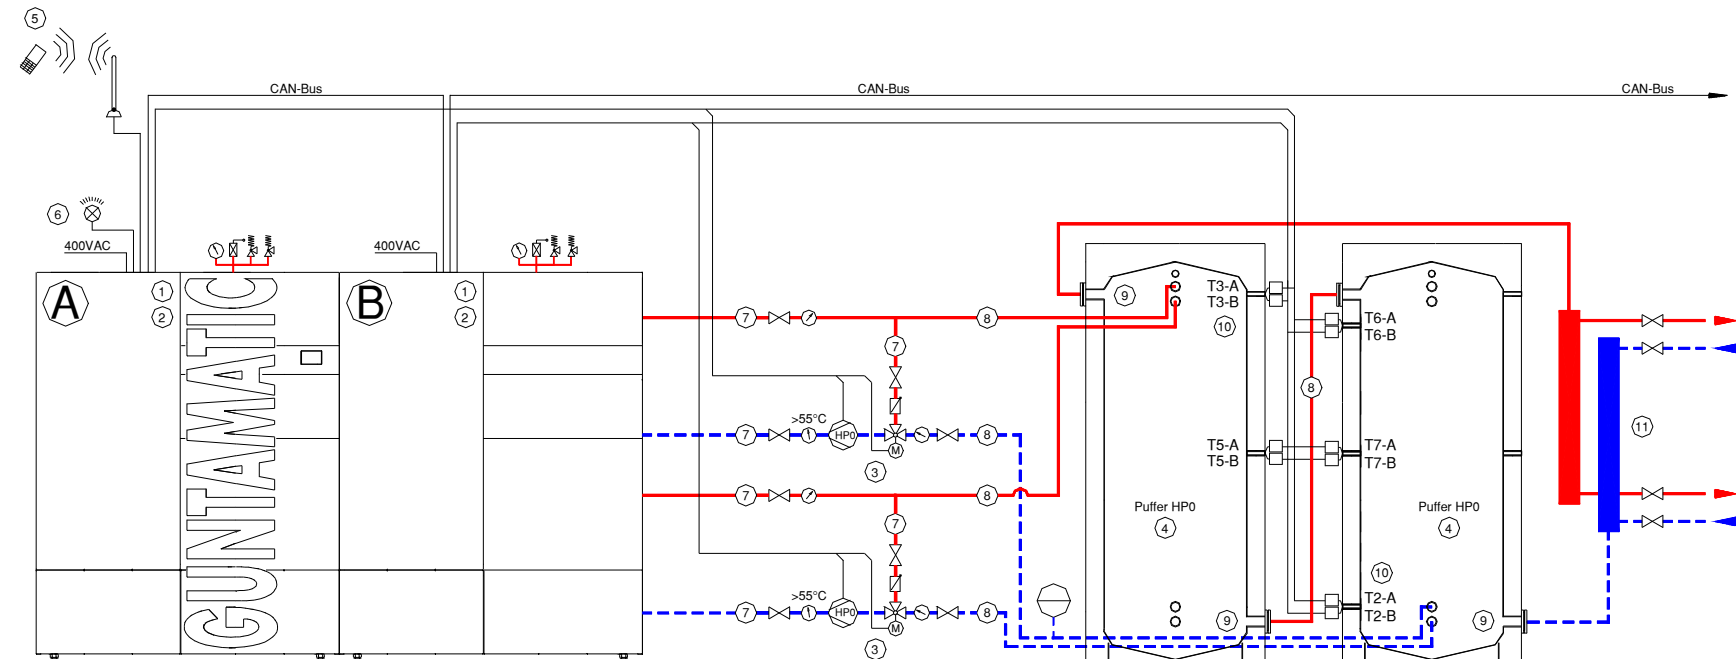 5
CAN-Bus
CAN-Bus
CAN-Bus
6
400VAC
400VAC
A
1
2
GUNTAMATIC
B
1
2
7
8
7
>55°C
7
HP0
8
M
3
7
8
7
>55°C
7
HP0
8
M
3
9
T3-A
T3-B
10
T5-A
T5-B
Puffer HP0
4
9
8
T6-A
T6-B
T7-A
T7-B
Puffer HP0
4
10
T2-A
T2-B
9
11